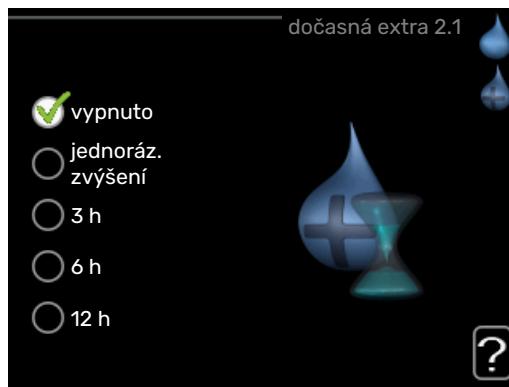 dočasná extra 2.1
vypnuto
jednoráz.
zvýšení
3 h
6 h
12 h
?